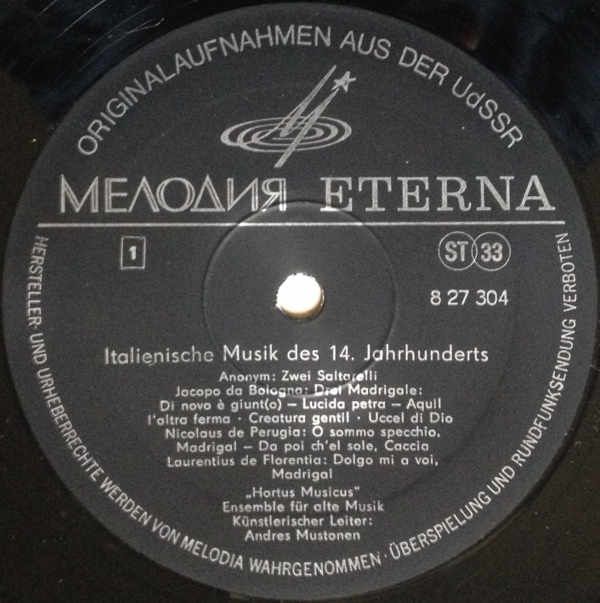 ORIGINALAUFNAHMEN AUS DER UdSSR
МЕЛОДИЯ ETERNA
1
ST 33
8 27 304
Italienische Musik des 14. Jahrhunderts
Anonym: Zwei Saltarelli
Jacopo da Bologna: Drei Madrigale:
Di novo è giunt(o) – Lucida petra – Aquil
l'altra ferma · Creatura gentil · Uccel di Dio
Nicolaus de Perugia: O sommo specchio,
Madrigal – Da poi ch'el sole, Caccia
Laurentius de Florentia: Dolgo mi a voi,
Madrigal
„Hortus Musicus"
Ensemble für alte Musik
Künstlerischer Leiter:
Andres Mustonen
HERSTELLER- UND URHEBERRECHTE WERDEN VON MELODIA WAHRGENOMMEN · ÜBERSPIELUNG UND RUNDFUNKSENDUNG VERBOTEN